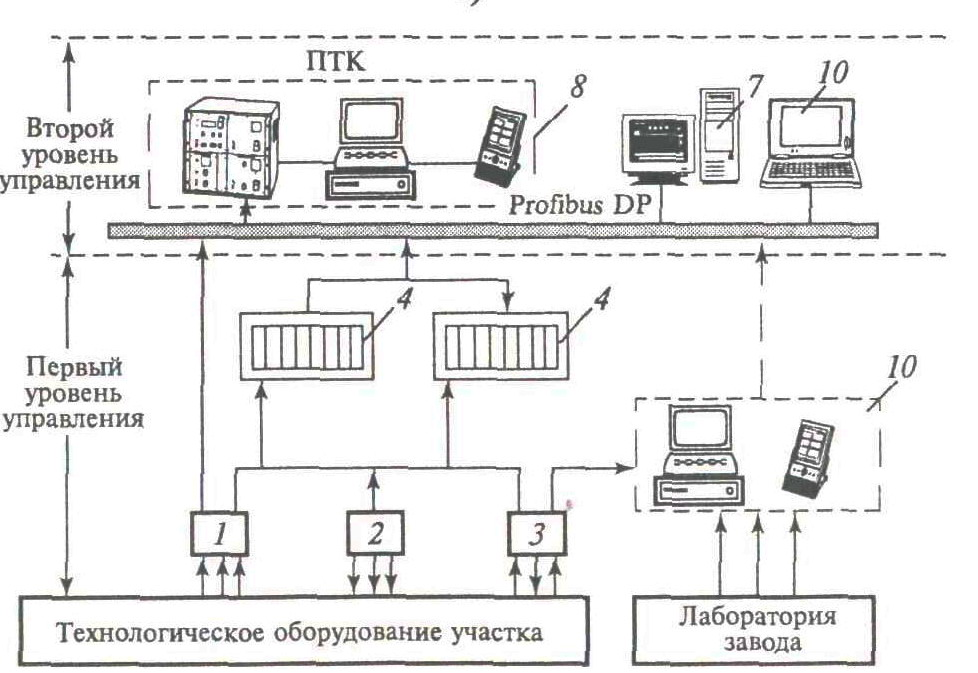 )
ПТК
8
7
10
Второй
уровень
управления
Profibus DP
4
4
Первый
уровень
управления
10
1
2
3
Технологическое оборудование участка
Лаборатория
завода